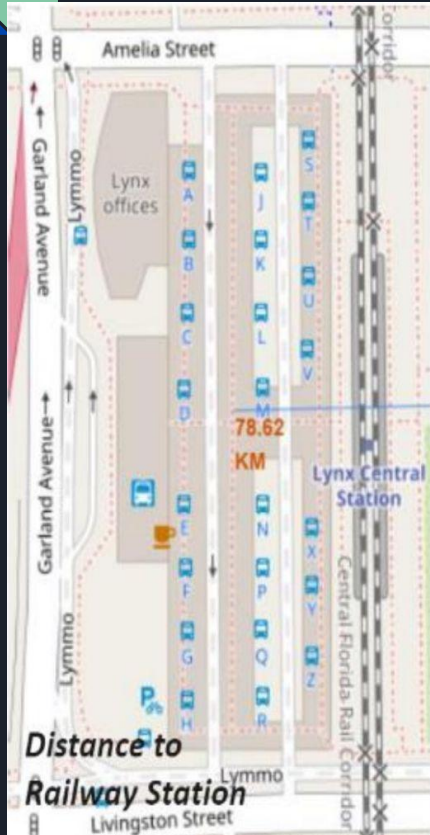 Corridor
Amelia Street
Garland Avenue
Lymmo
Lynx
offices
A
B
C
D
E
F
G
H
J
K
L
M
N
P
Q
R
S
T
U
V
X
Y
Z
78.62
KM
Lynx Central
Station
Garland Avenue
Lymmo
Central Florida Rail Corridor
P
Distance to
Railway Station
Lymmo
Livingston Street